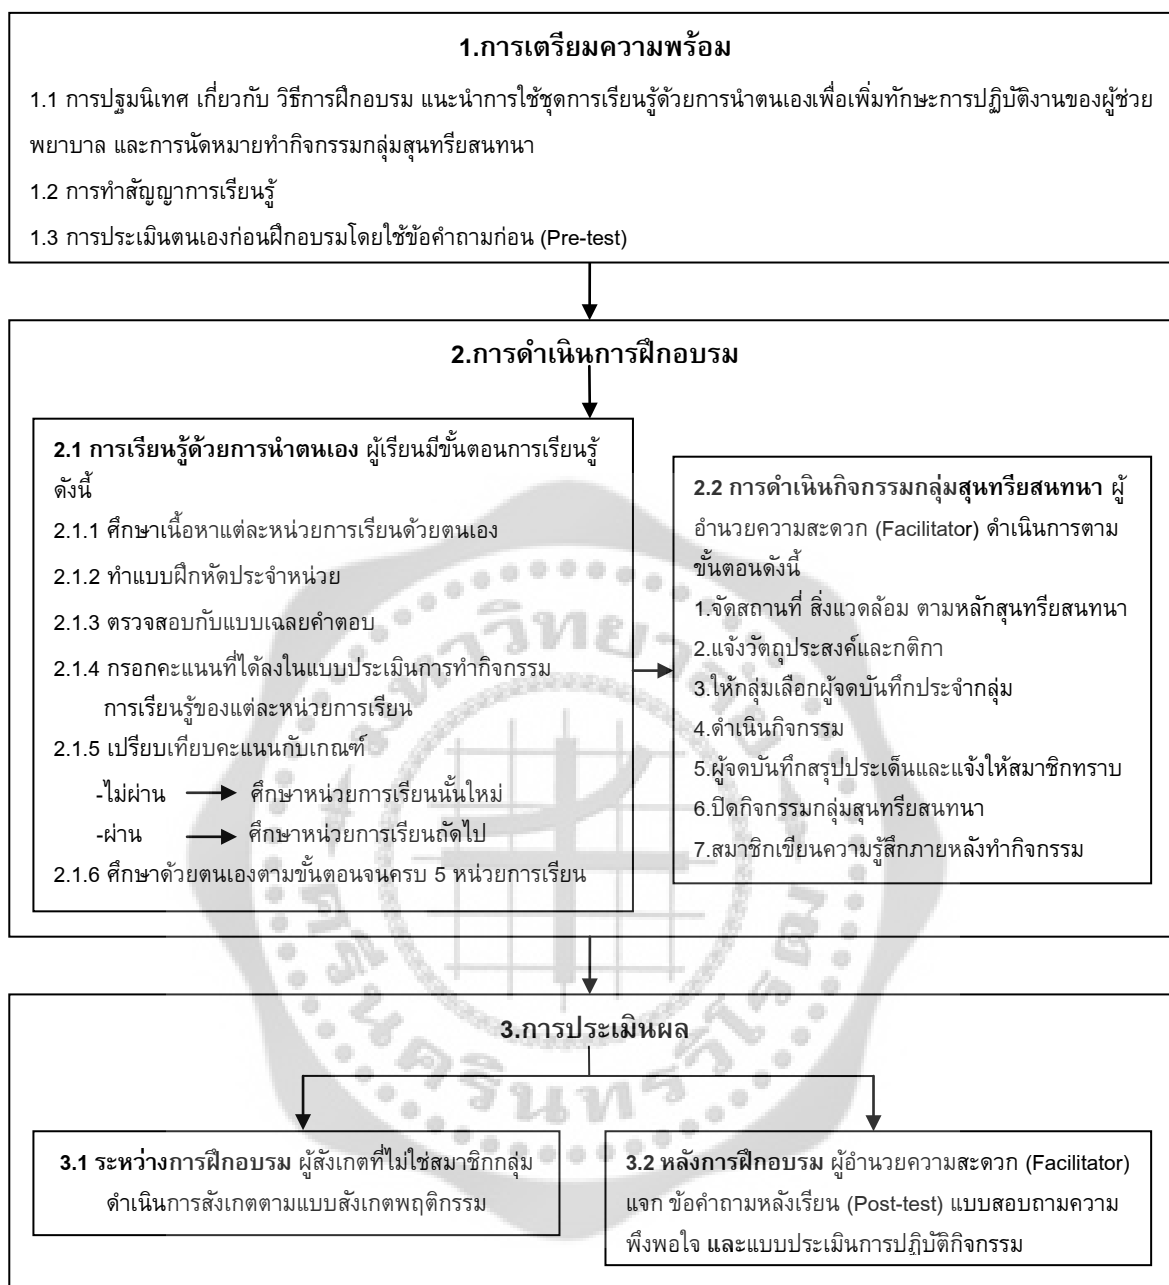 1.การเตรียมความพร้อม
1.1 การปฐมนิเทศ เกี่ยวกับ วิธีการฝึกอบรม แนะนำการใช้ชุดการเรียนรู้ด้วยการนำตนเองเพื่อเพิ่มทักษะการปฏิบัติงานของผู้ช่วย
พยาบาล และการนัดหมายทำกิจกรรมกลุ่มสุนทรียสนทนา
1.2 การทำสัญญาการเรียนรู้
1.3 การประเมินตนเองก่อนฝึกอบรมโดยใช้ข้อคำถามก่อน (Pre-test)
2.การดำเนินการฝึกอบรม
2.1 การเรียนรู้ด้วยการนำตนเอง ผู้เรียนมีขั้นตอนการเรียนรู้
ดังนี้
2.1.1 ศึกษาเนื้อหาแต่ละหน่วยการเรียนด้วยตนเอง
2.1.2 ทำแบบฝึกหัดประจำหน่วย
2.1.3 ตรวจสอบกับแบบเฉลยคำตอบ
2.1.4 กรอกคะแนนที่ได้ลงในแบบประเมินการทำกิจกรรม
การเรียนรู้ของแต่ละหน่วยการเรียน
2.1.5 เปรียบเทียบคะแนนกับเกณฑ์
-ไม่ผ่าน ศึกษาหน่วยการเรียนนั้นใหม่
-ผ่าน ศึกษาหน่วยการเรียนถัดไป
2.1.6 ศึกษาด้วยตนเองตามขั้นตอนจนครบ 5 หน่วยการเรียน
2.2 การดำเนินกิจกรรมกลุ่มสุนทรียสนทนา ผู้
อำนวยความสะดวก (Facilitator) ดำเนินการตาม
ขั้นตอนดังนี้
1.จัดสถานที่ สิ่งแวดล้อม ตามหลักสุนทรียสนทนา
2.แจ้งวัตถุประสงค์และกติกา
3.ให้กลุ่มเลือกผู้จดบันทึกประจำกลุ่ม
4.ดำเนินกิจกรรม
5.ผู้จดบันทึกสรุปประเด็นและแจ้งให้สมาชิกทราบ
6.ปิดกิจกรรมกลุ่มสุนทรียสนทนา
7.สมาชิกเขียนความรู้สึกภายหลังทำกิจกรรม
3.การประเมินผล
3.1 ระหว่างการฝึกอบรม ผู้สังเกตที่ไม่ใช่สมาชิกกลุ่ม
ดำเนินการสังเกตตามแบบสังเกตพฤติกรรม
3.2 หลังการฝึกอบรม ผู้อำนวยความสะดวก (Facilitator)
แจก ข้อคำถามหลังเรียน (Post-test) แบบสอบถามความ
พึงพอใจ และแบบประเมินการปฏิบัติกิจกรรม
มหาวิทยาลัย
ศรีนครินทรวิโรฒ